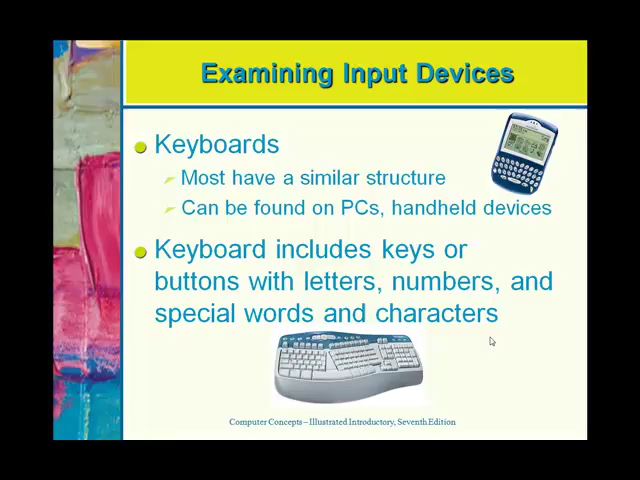 Examining Input Devices
Keyboards
Most have a similar structure
Can be found on PCs, handheld devices
Keyboard includes keys or
buttons with letters, numbers, and
special words and characters
Computer Concepts – Illustrated Introductory, Seventh Edition